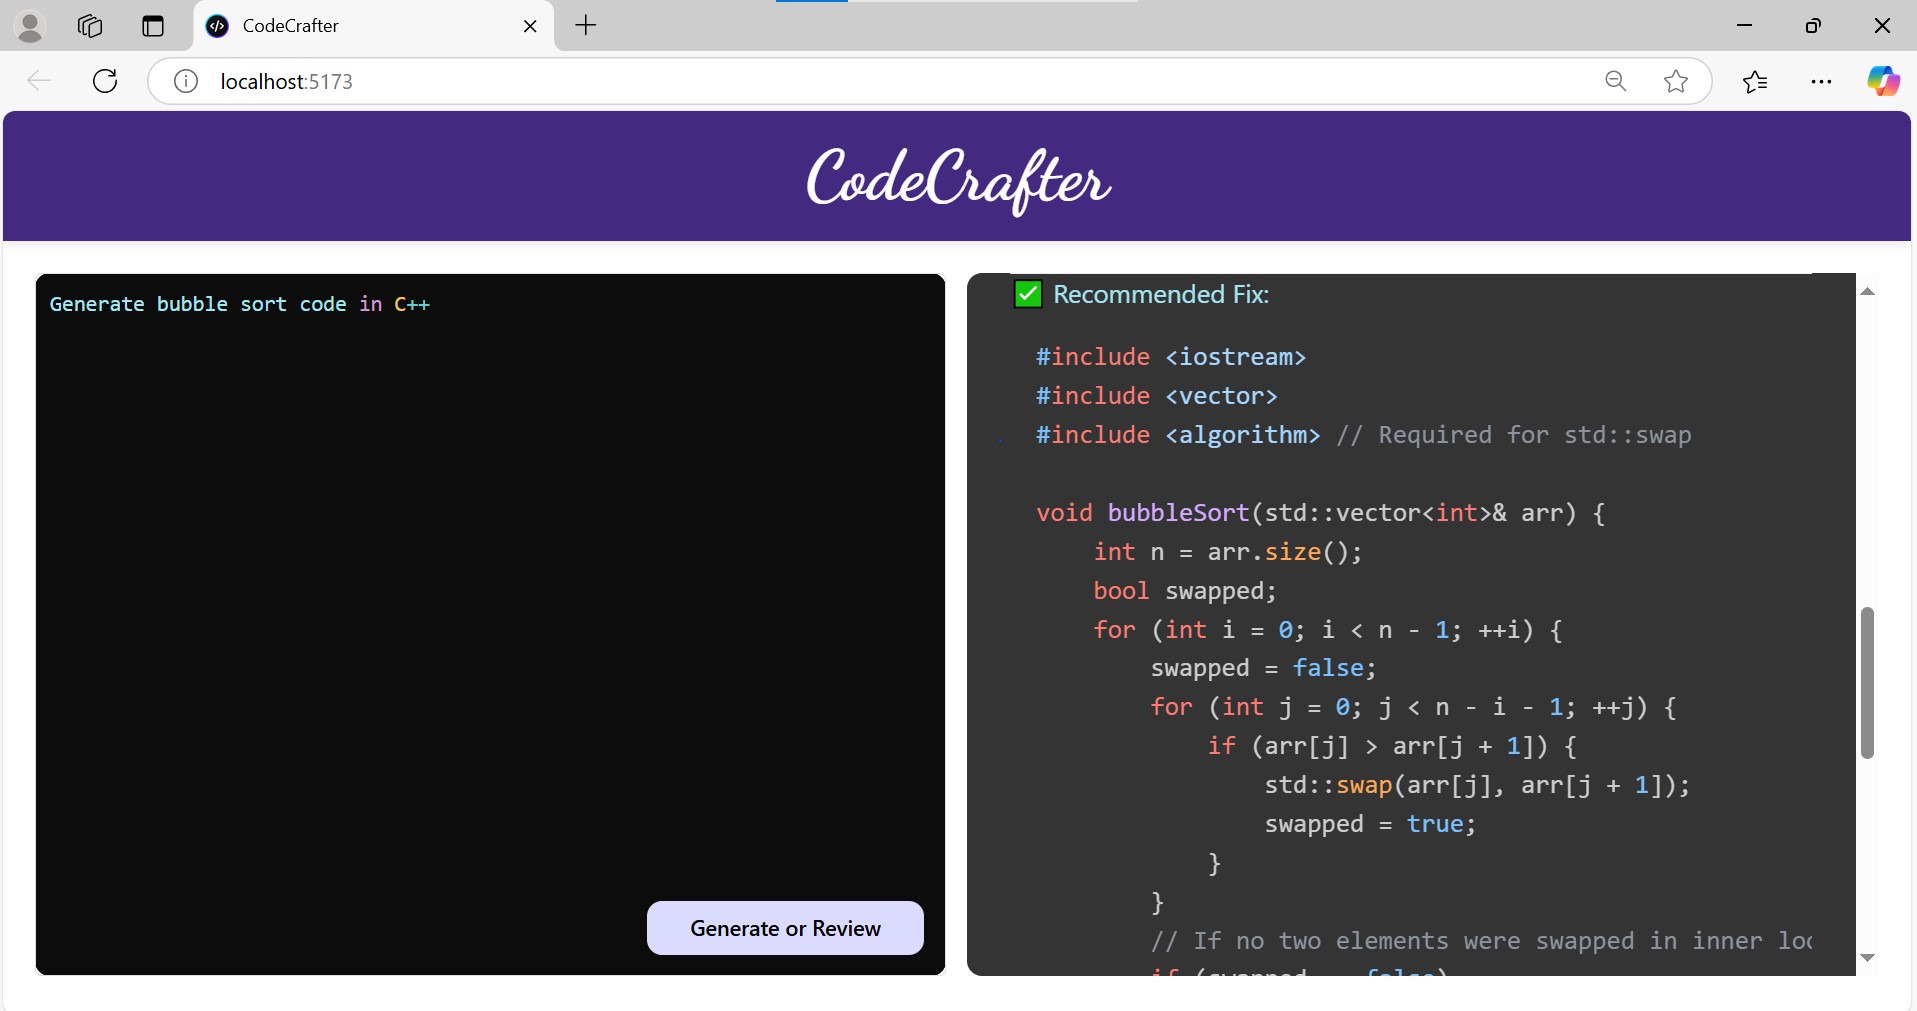 CodeCrafter
localhost:5173
CodeCrafter
Generate bubble sort code in C++
Generate or Review
✅ Recommended Fix:
#include <iostream>
#include <vector>
#include <algorithm> // Required for std::swap
void bubbleSort(std::vector<int>& arr) {
    int n = arr.size();
    bool swapped;
    for (int i = 0; i < n - 1; ++i) {
        swapped = false;
        for (int j = 0; j < n - i - 1; ++j) {
            if (arr[j] > arr[j + 1]) {
                std::swap(arr[j], arr[j + 1]);
                swapped = true;
            }
        }
        // If no two elements were swapped in inner